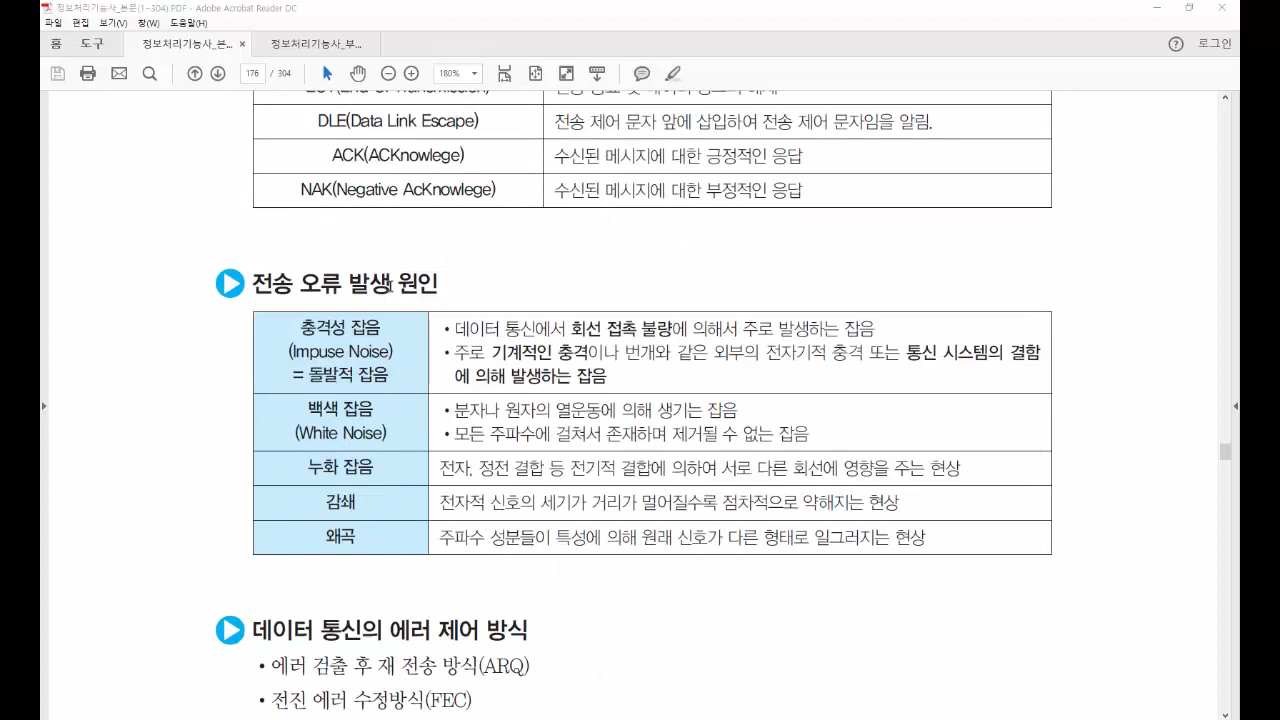 정보처리기능사_본문(1~304).PDF - Adobe Acrobat Reader DC
파일 편집 보기(V) 창(W) 도움말(H)
홈 도구 정보처리기능사_본... × 정보처리기능사_부... 로그인
176 / 304 180%
DLE(Data Link Escape) 전송 제어 문자 앞에 삽입하여 전송 제어 문자임을 알림.
ACK(ACKnowlege) 수신된 메시지에 대한 긍정적인 응답
NAK(Negative AcKnowlege) 수신된 메시지에 대한 부정적인 응답
전송 오류 발생 원인
충격성 잡음
(Impuse Noise)
= 돌발적 잡음
• 데이터 통신에서 회선 접촉 불량에 의해서 주로 발생하는 잡음
• 주로 기계적인 충격이나 번개와 같은 외부의 전자기적 충격 또는 통신 시스템의 결함
에 의해 발생하는 잡음
백색 잡음
(White Noise)
• 분자나 원자의 열운동에 의해 생기는 잡음
• 모든 주파수에 걸쳐서 존재하며 제거될 수 없는 잡음
누화 잡음 전자, 정전 결합 등 전기적 결합에 의하여 서로 다른 회선에 영향을 주는 현상
감쇄 전자적 신호의 세기가 거리가 멀어질수록 점차적으로 약해지는 현상
왜곡 주파수 성분들이 특성에 의해 원래 신호가 다른 형태로 일그러지는 현상
데이터 통신의 에러 제어 방식
• 에러 검출 후 재 전송 방식(ARQ)
• 전진 에러 수정방식(FEC)